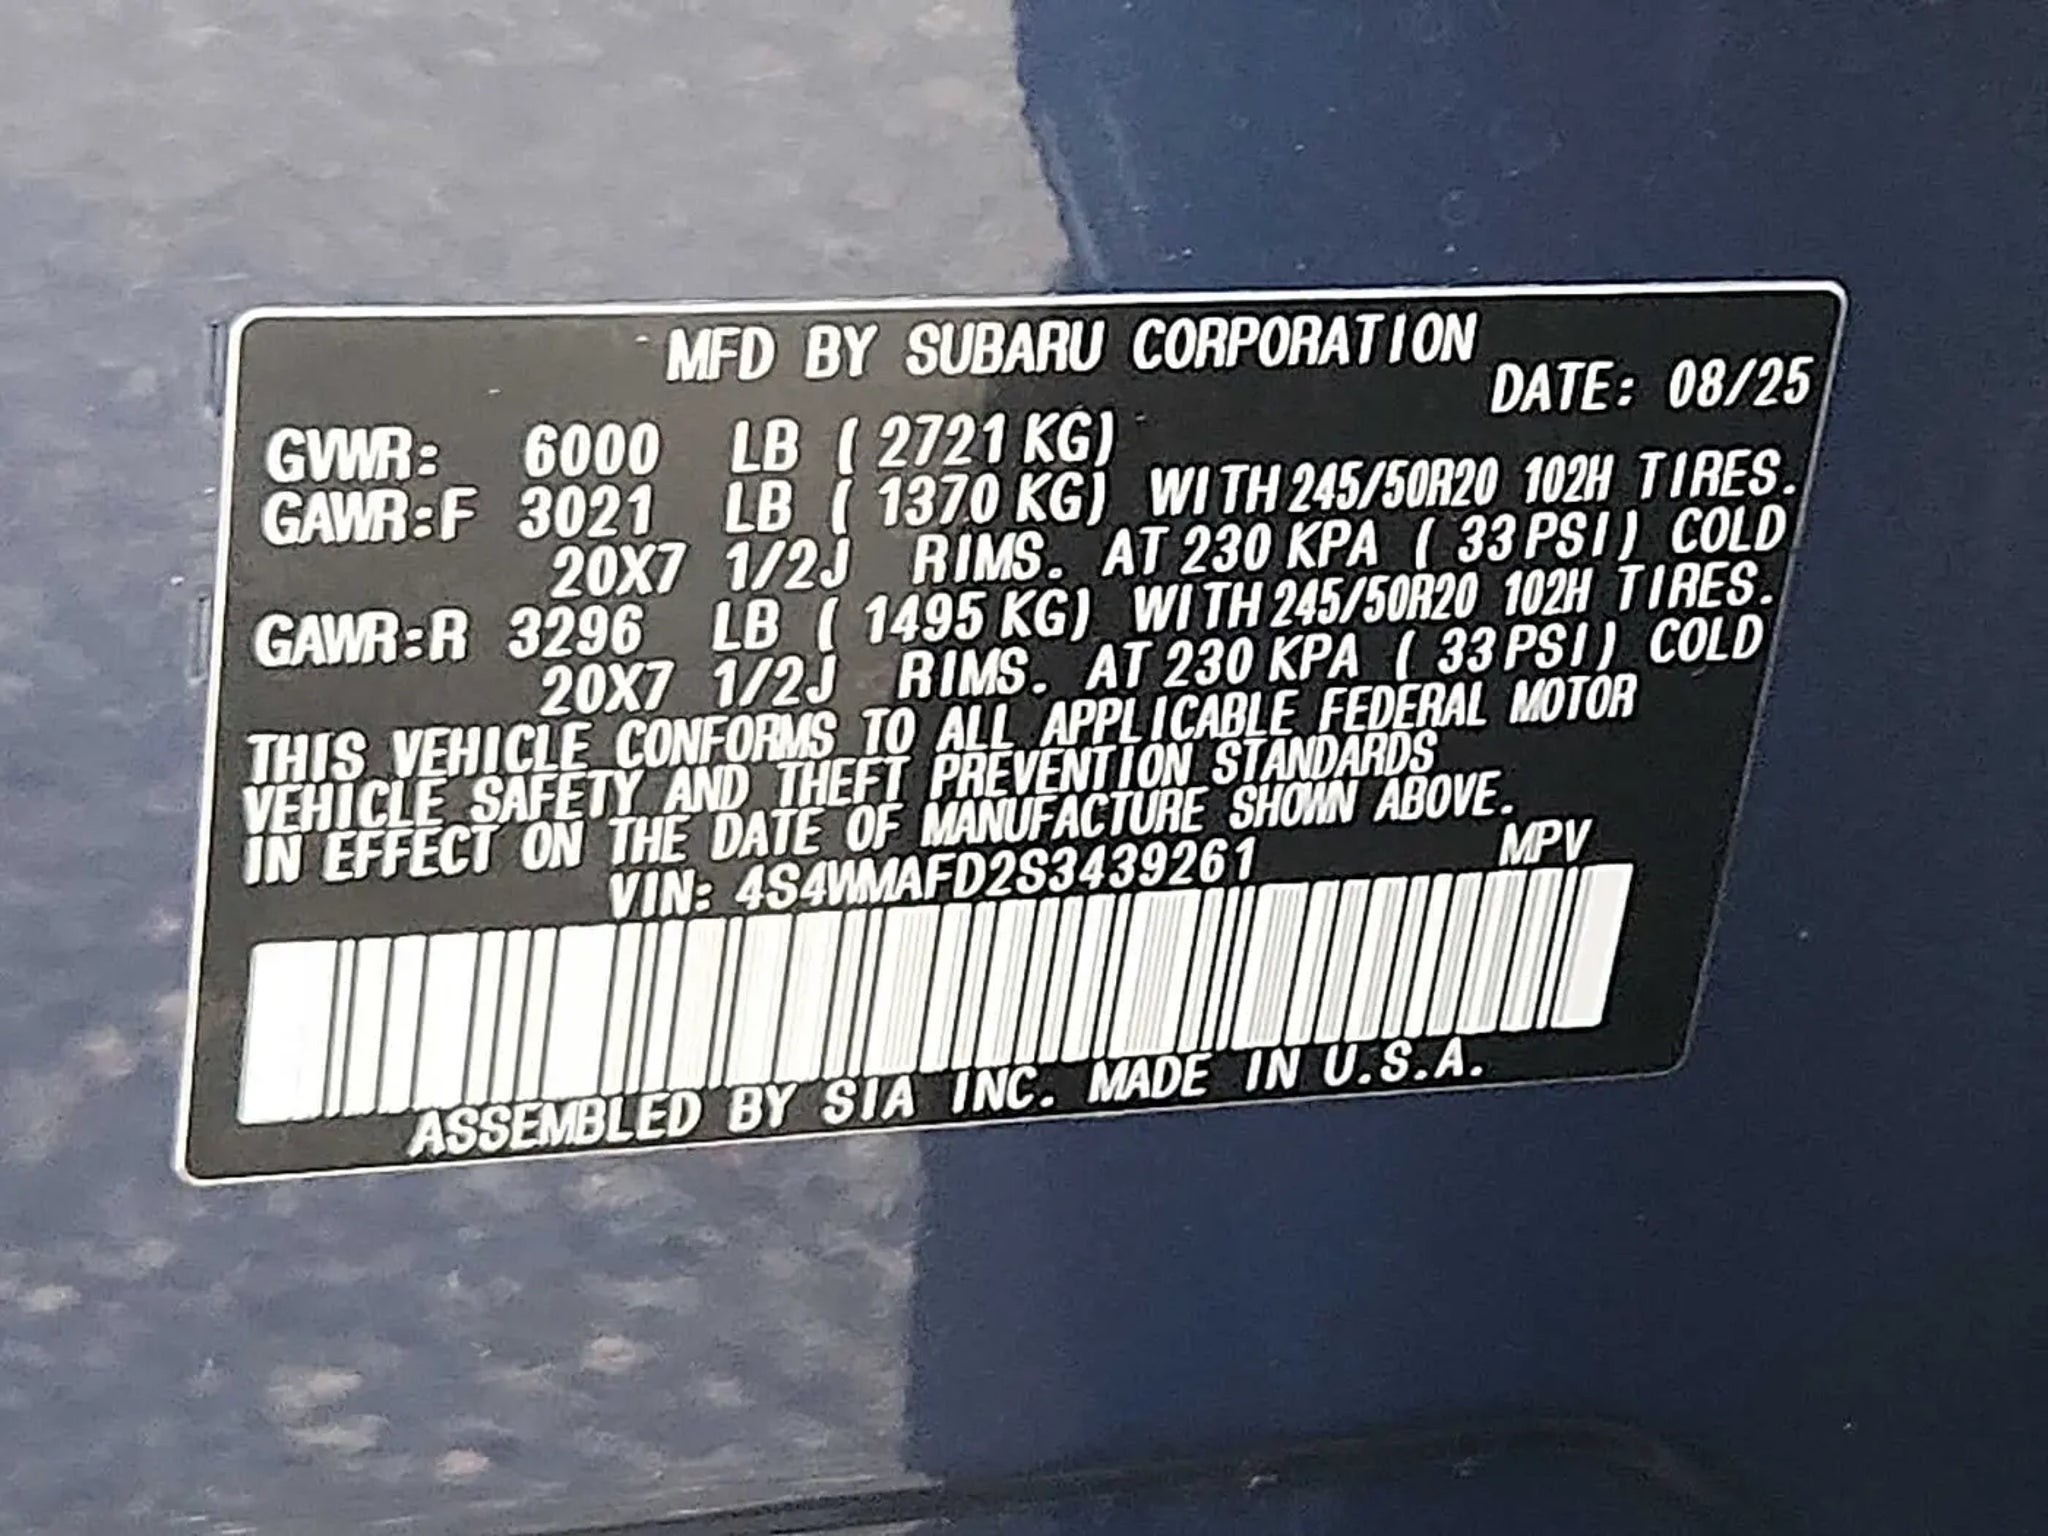 MFD BY SUBARU CORPORATION
DATE: 08/25
GVWR: 6000 LB ( 2721 KG)
GAWR:F 3021 LB ( 1370 KG) WITH 245/50R20 102H TIRES.
20X7 1/2J RIMS. AT 230 KPA ( 33 PSI) COLD
GAWR:R 3296 LB ( 1495 KG) WITH 245/50R20 102H TIRES.
20X7 1/2J RIMS. AT 230 KPA ( 33 PSI) COLD
THIS VEHICLE CONFORMS TO ALL APPLICABLE FEDERAL MOTOR
VEHICLE SAFETY AND THEFT PREVENTION STANDARDS
IN EFFECT ON THE DATE OF MANUFACTURE SHOWN ABOVE.
VIN: 4S4WMAFD2S3439261 MPV
ASSEMBLED BY SIA INC. MADE IN U.S.A.